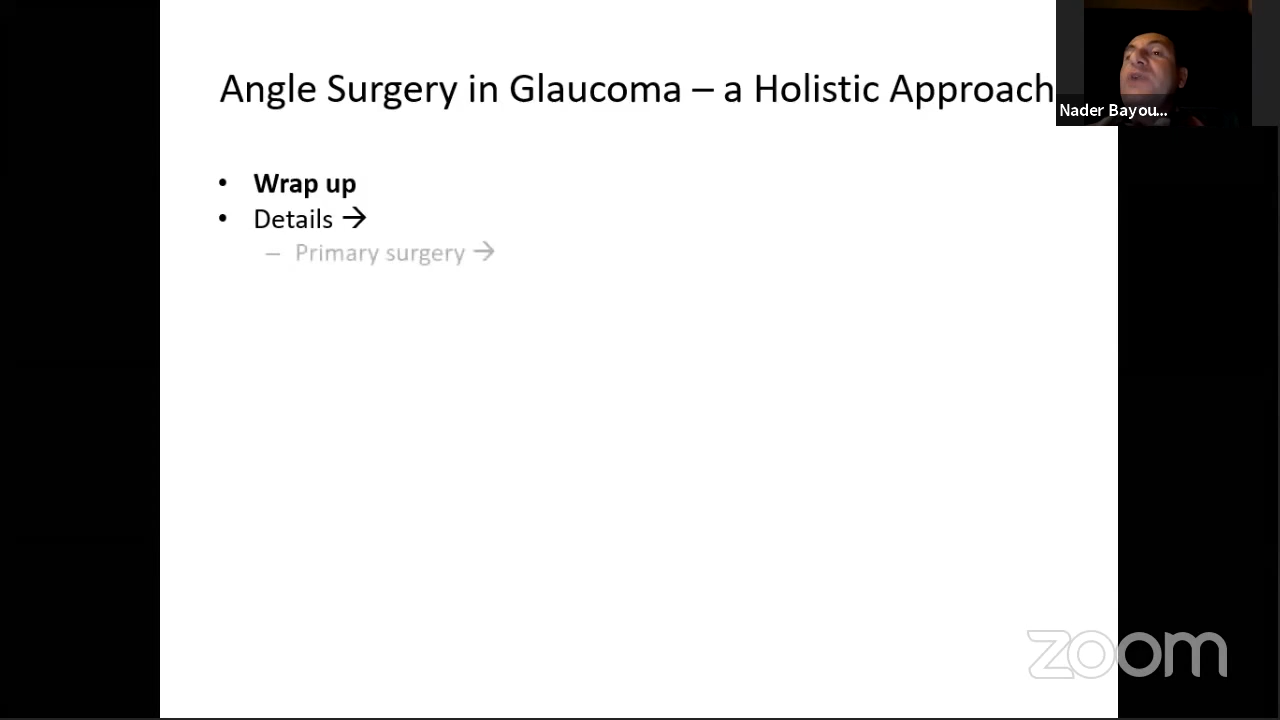 Angle Surgery in Glaucoma – a Holistic Approach
Nader Bayou...
• Wrap up
• Details →
– Primary surgery →
zoom